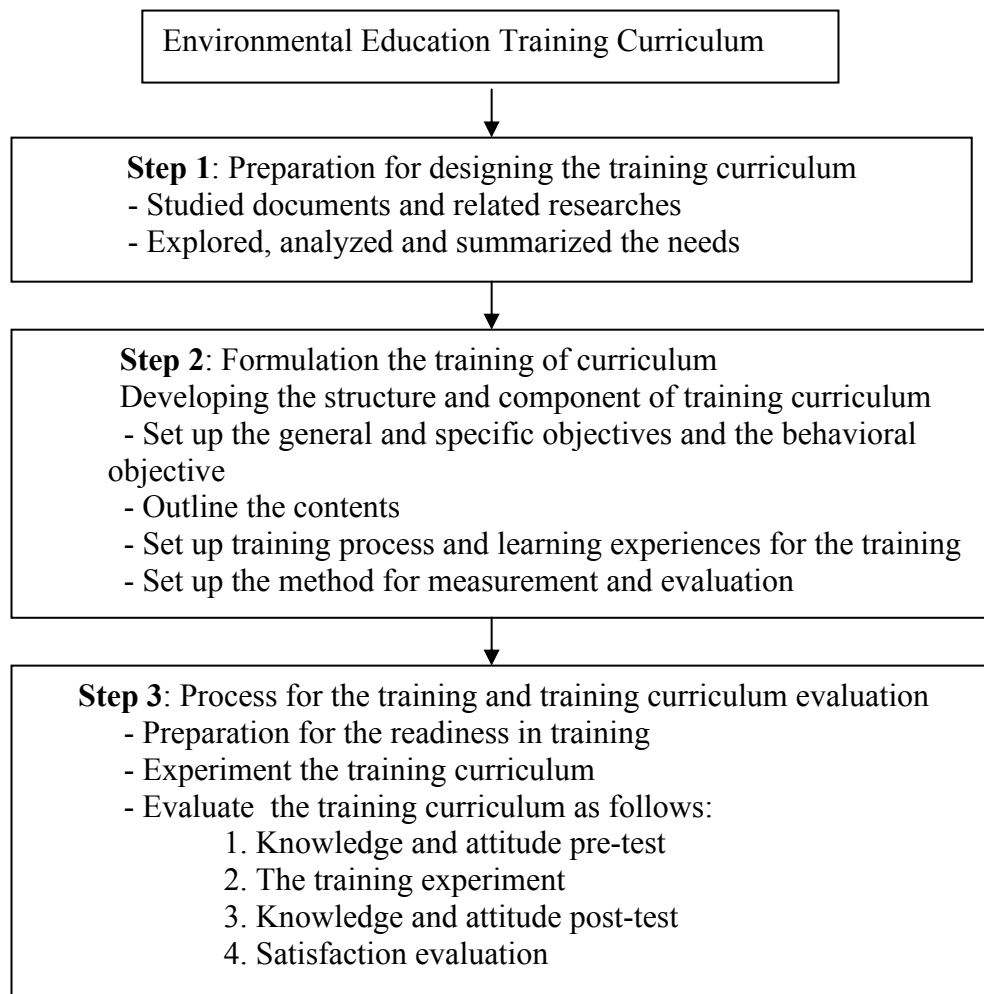 Environmental Education Training Curriculum
Step 1: Preparation for designing the training curriculum
- Studied documents and related researches
- Explored, analyzed and summarized the needs
Step 2: Formulation the training of curriculum
Developing the structure and component of training curriculum
- Set up the general and specific objectives and the behavioral
objective
- Outline the contents
- Set up training process and learning experiences for the training
- Set up the method for measurement and evaluation
Step 3: Process for the training and training curriculum evaluation
- Preparation for the readiness in training
- Experiment the training curriculum
- Evaluate  the training curriculum as follows:
1. Knowledge and attitude pre-test
2. The training experiment
3. Knowledge and attitude post-test
4. Satisfaction evaluation